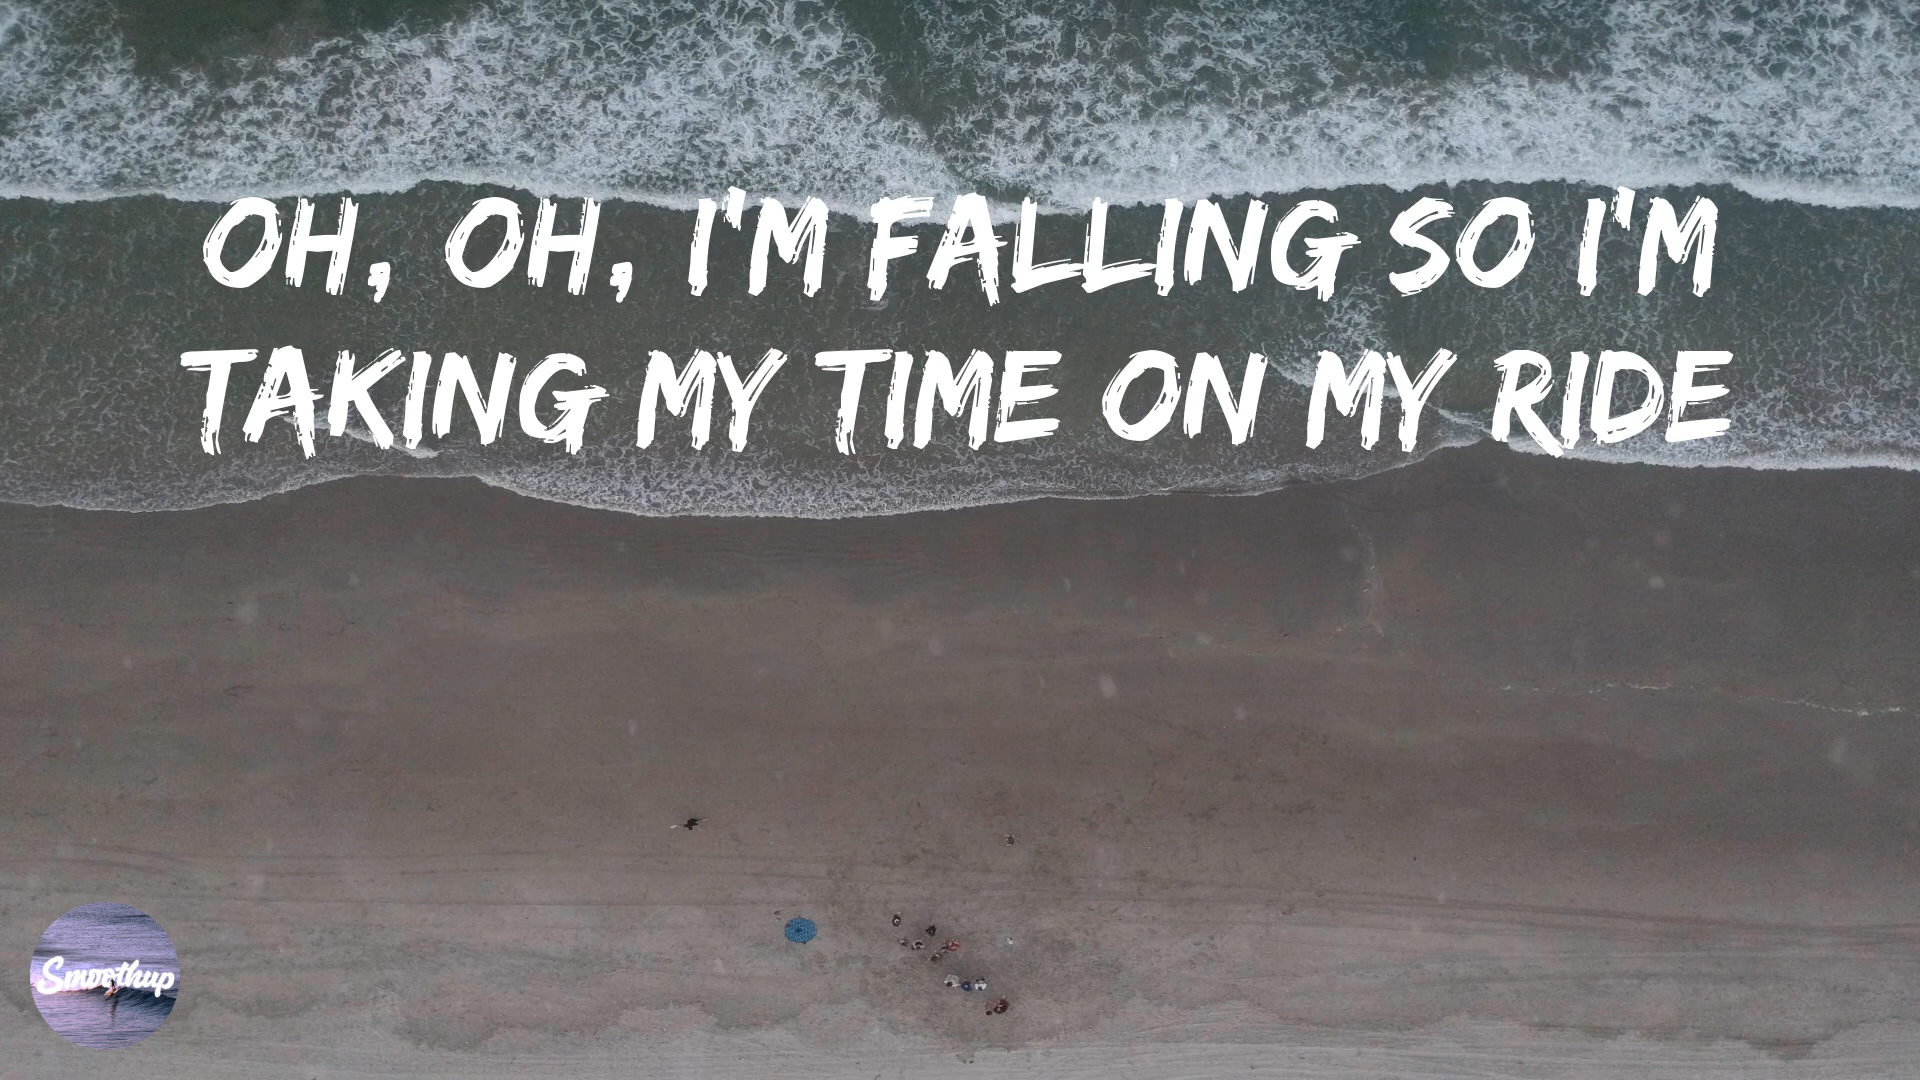 OH, OH, I'M FALLING SO I'M
TAKING MY TIME ON MY RIDE
Smoothup